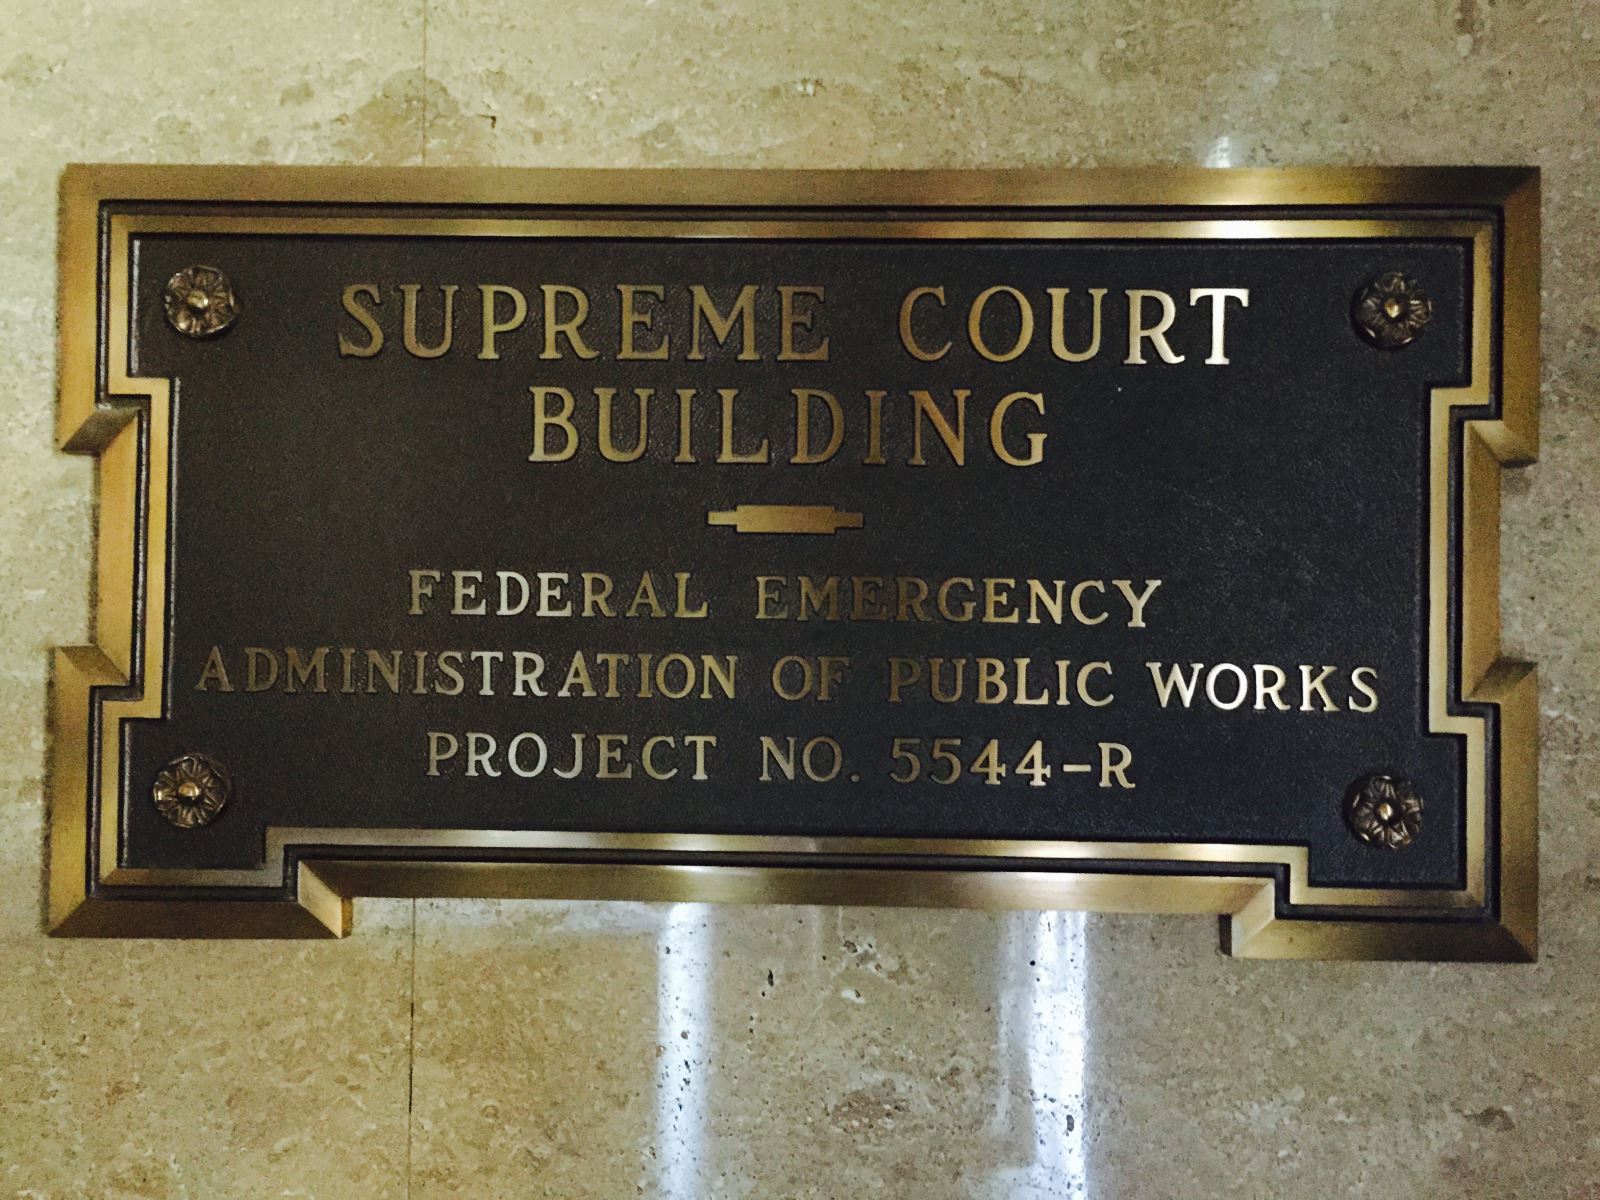 SUPREME COURT
BUILDING
FEDERAL EMERGENCY
ADMINISTRATION OF PUBLIC WORKS
PROJECT NO. 5544-R